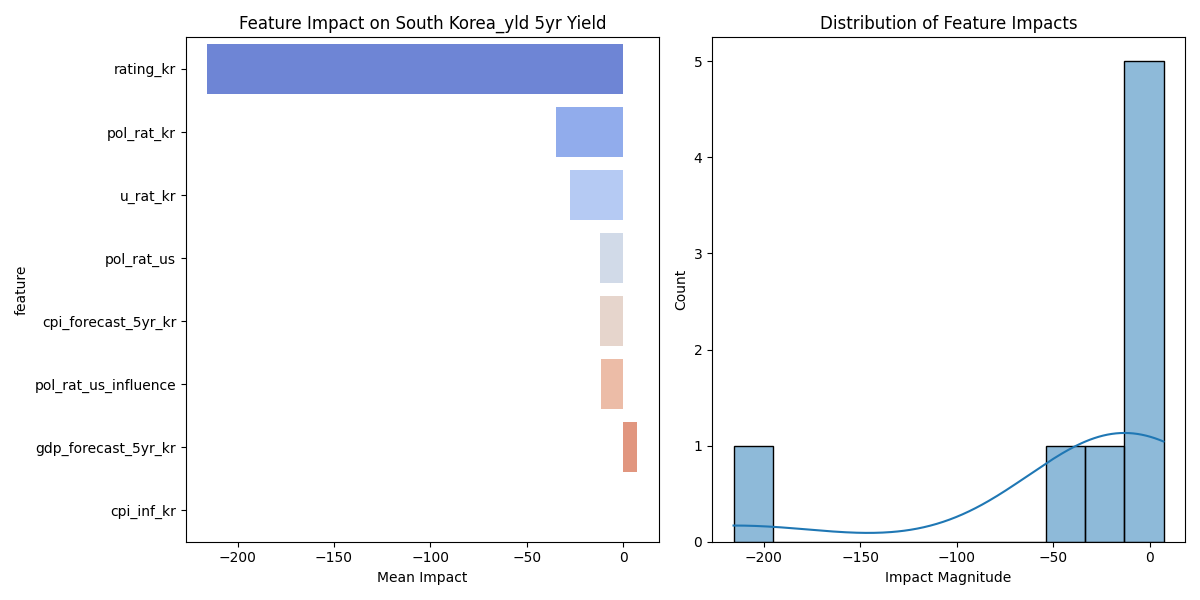 Feature Impact on South Korea_yld 5yr Yield
feature
rating_kr
pol_rat_kr
u_rat_kr
pol_rat_us
cpi_forecast_5yr_kr
pol_rat_us_influence
gdp_forecast_5yr_kr
cpi_inf_kr
−200 −150 −100 −50 0
Mean Impact
Distribution of Feature Impacts
Count
5
4
3
2
1
0
−200 −150 −100 −50 0
Impact Magnitude